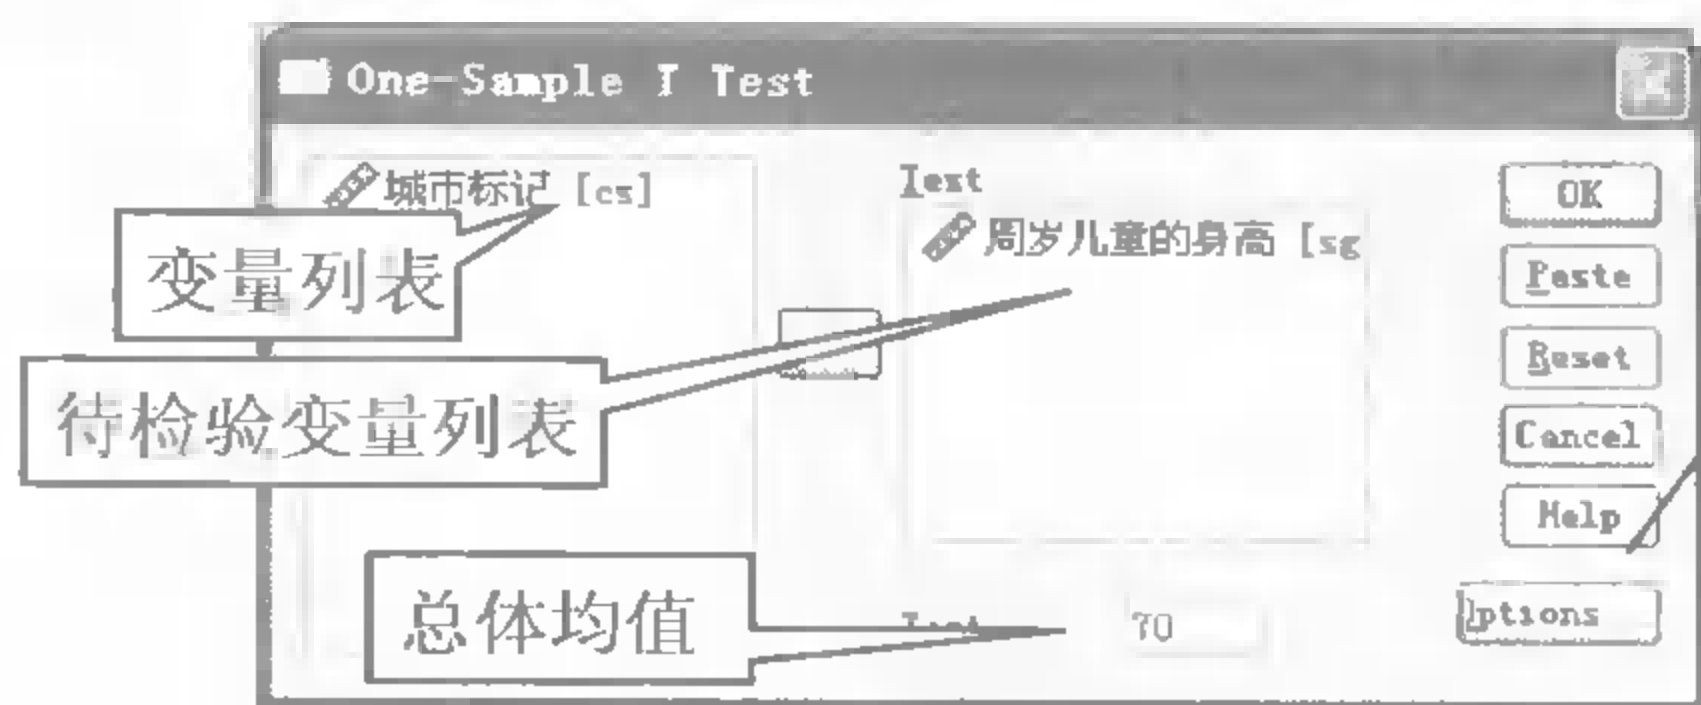 One-Sample T Test
城市标记 [cs]
变量列表
待检验变量列表
总体均值
Test
周岁儿童的身高 [sg
Test
70
OK
Paste
Reset
Cancel
Help
Options